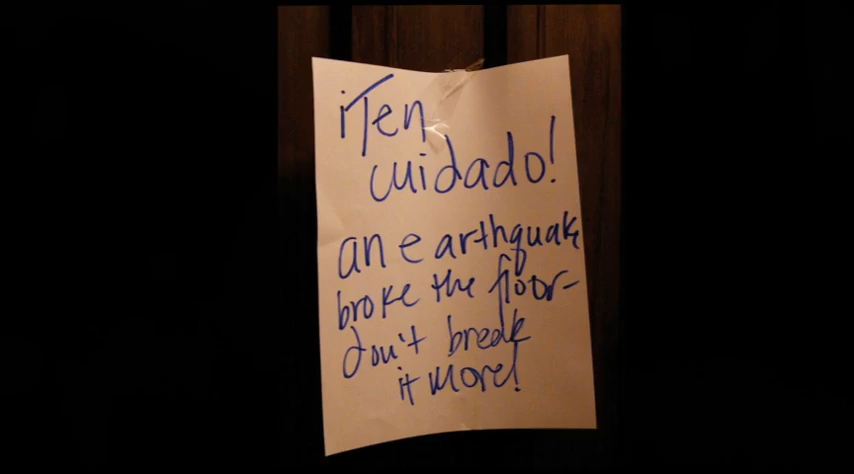 ¡Ten
cuidado!
an earthquake
broke the floor-
don't break
it more!